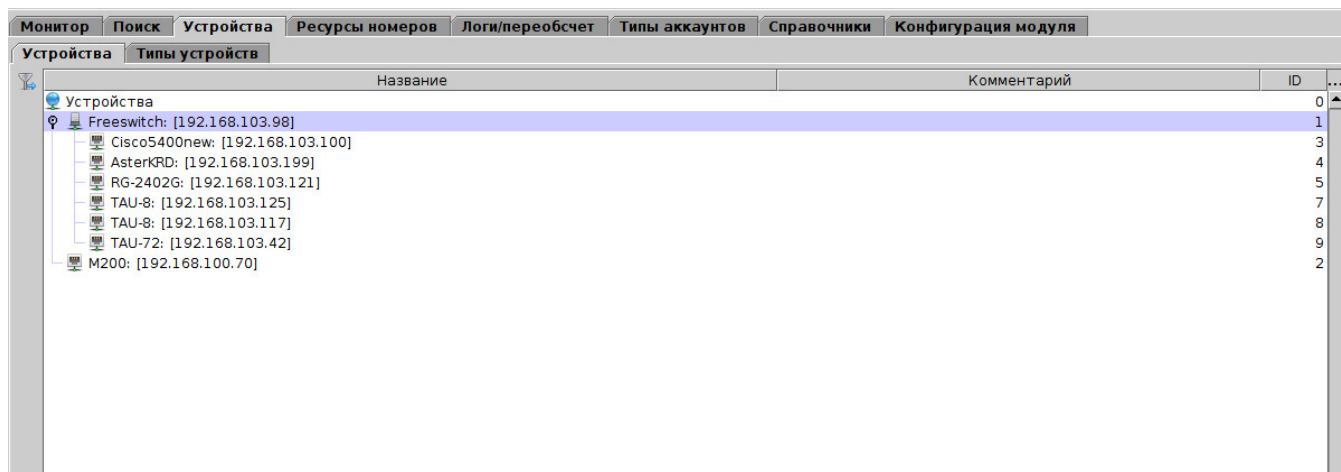 Монитор Поиск Устройства Ресурсы номеров Логи/переобсчет Типы аккаунтов Справочники Конфигурация модуля
Устройства Типы устройств
Название Комментарий ID ...
Устройства 0
Freeswitch: [192.168.103.98] 1
Cisco5400new: [192.168.103.100] 3
AsterKRD: [192.168.103.199] 4
RG-2402G: [192.168.103.121] 5
TAU-8: [192.168.103.125] 7
TAU-8: [192.168.103.117] 8
TAU-72: [192.168.103.42] 9
M200: [192.168.100.70] 2